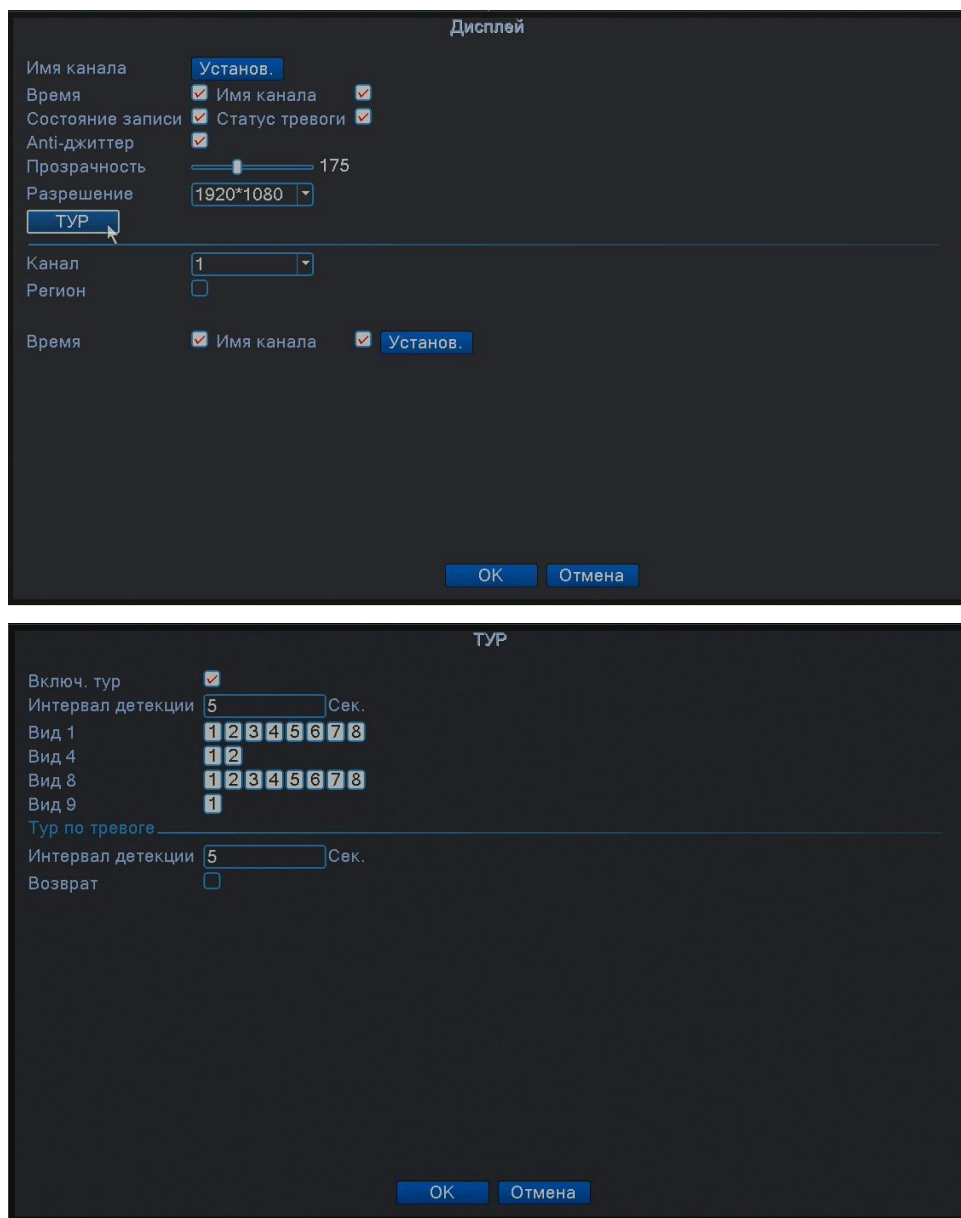 Дисплей
Имя канала Установ.
Время Имя канала
Состояние записи Статус тревоги
Anti-джиттер
Прозрачность 175
Разрешение 1920*1080
ТУР
Канал 1
Регион
Время Имя канала Установ.
OK Отмена
ТУР
Включ. тур
Интервал детекции 5 Сек.
Вид 1 1 2 3 4 5 6 7 8
Вид 4 1 2
Вид 8 1 2 3 4 5 6 7 8
Вид 9 1
Тур по тревоге
Интервал детекции 5 Сек.
Возврат
OK Отмена